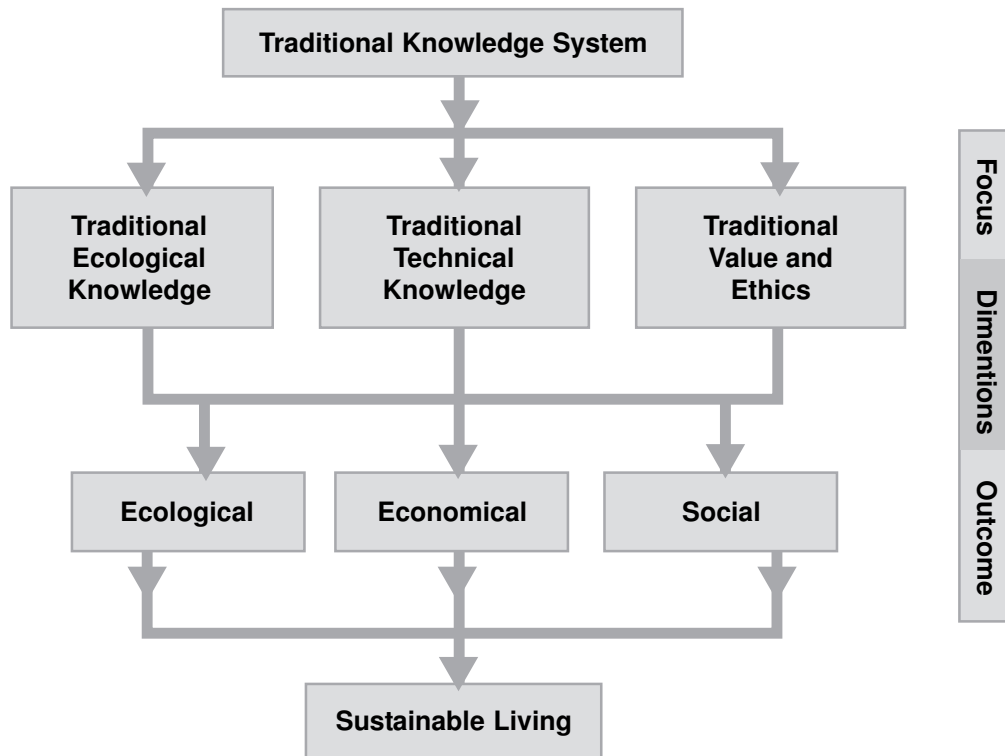 Traditional Knowledge System
Traditional
Ecological
Knowledge
Traditional
Technical
Knowledge
Traditional
Value and
Ethics
Ecological
Economical
Social
Sustainable Living
Focus
Dimentions
Outcome